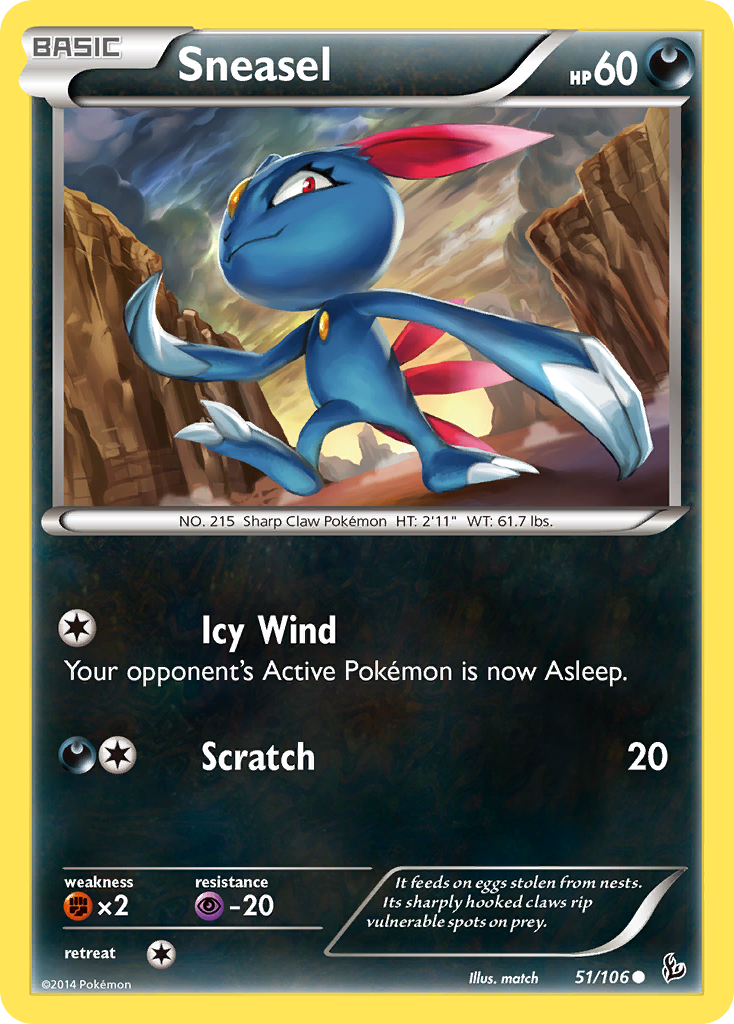 BASIC
Sneasel
HP60
NO. 215 Sharp Claw Pokémon HT: 2'11" WT: 61.7 lbs.
Icy Wind
Your opponent's Active Pokémon is now Asleep.
Scratch 20
weakness resistance
×2 -20
retreat
It feeds on eggs stolen from nests.
Its sharply hooked claws rip
vulnerable spots on prey.
©2014 Pokémon
Illus. match
51/106